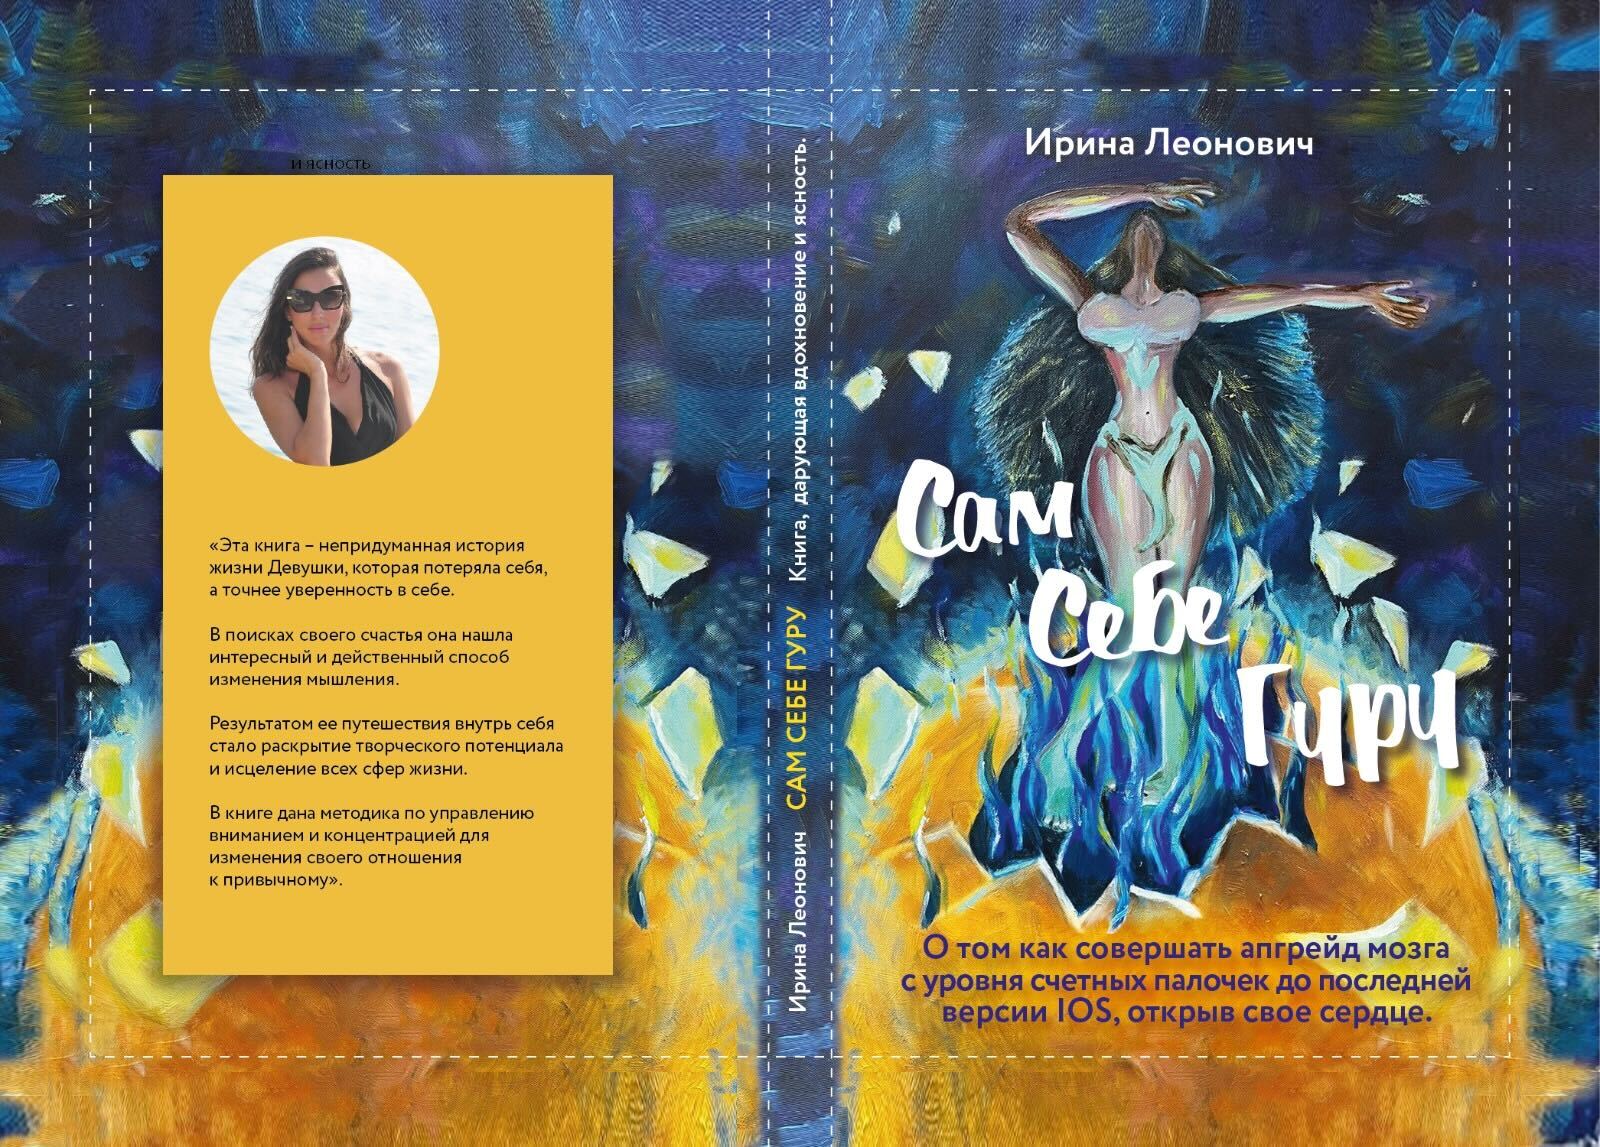 и ясность
«Эта книга – непридуманная история
жизни Девушки, которая потеряла себя,
а точнее уверенность в себе.
В поисках своего счастья она нашла
интересный и действенный способ
изменения мышления.
Результатом ее путешествия внутрь себя
стало раскрытие творческого потенциала
и исцеление всех сфер жизни.
В книге дана методика по управлению
вниманием и концентрацией для
изменения своего отношения
к привычному».
Ирина Леонович САМ СЕБЕ ГУРУ Книга, дарующая вдохновение и ясность.
Ирина Леонович
Сам
Себе
Гуру
О том как совершать апгрейд мозга
с уровня счетных палочек до последней
версии IOS, открыв свое сердце.